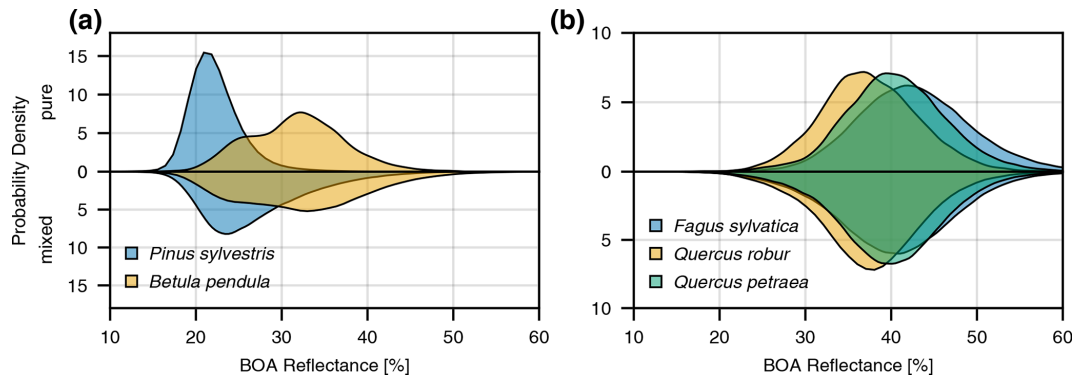 (a)
(b)
Probability Density
mixed pure
15
10
5
0
5
10
15
10 20 30 40 50 60
BOA Reflectance [%]
Pinus sylvestris
Betula pendula
10
5
0
5
10
10 20 30 40 50 60
BOA Reflectance [%]
Fagus sylvatica
Quercus robur
Quercus petraea